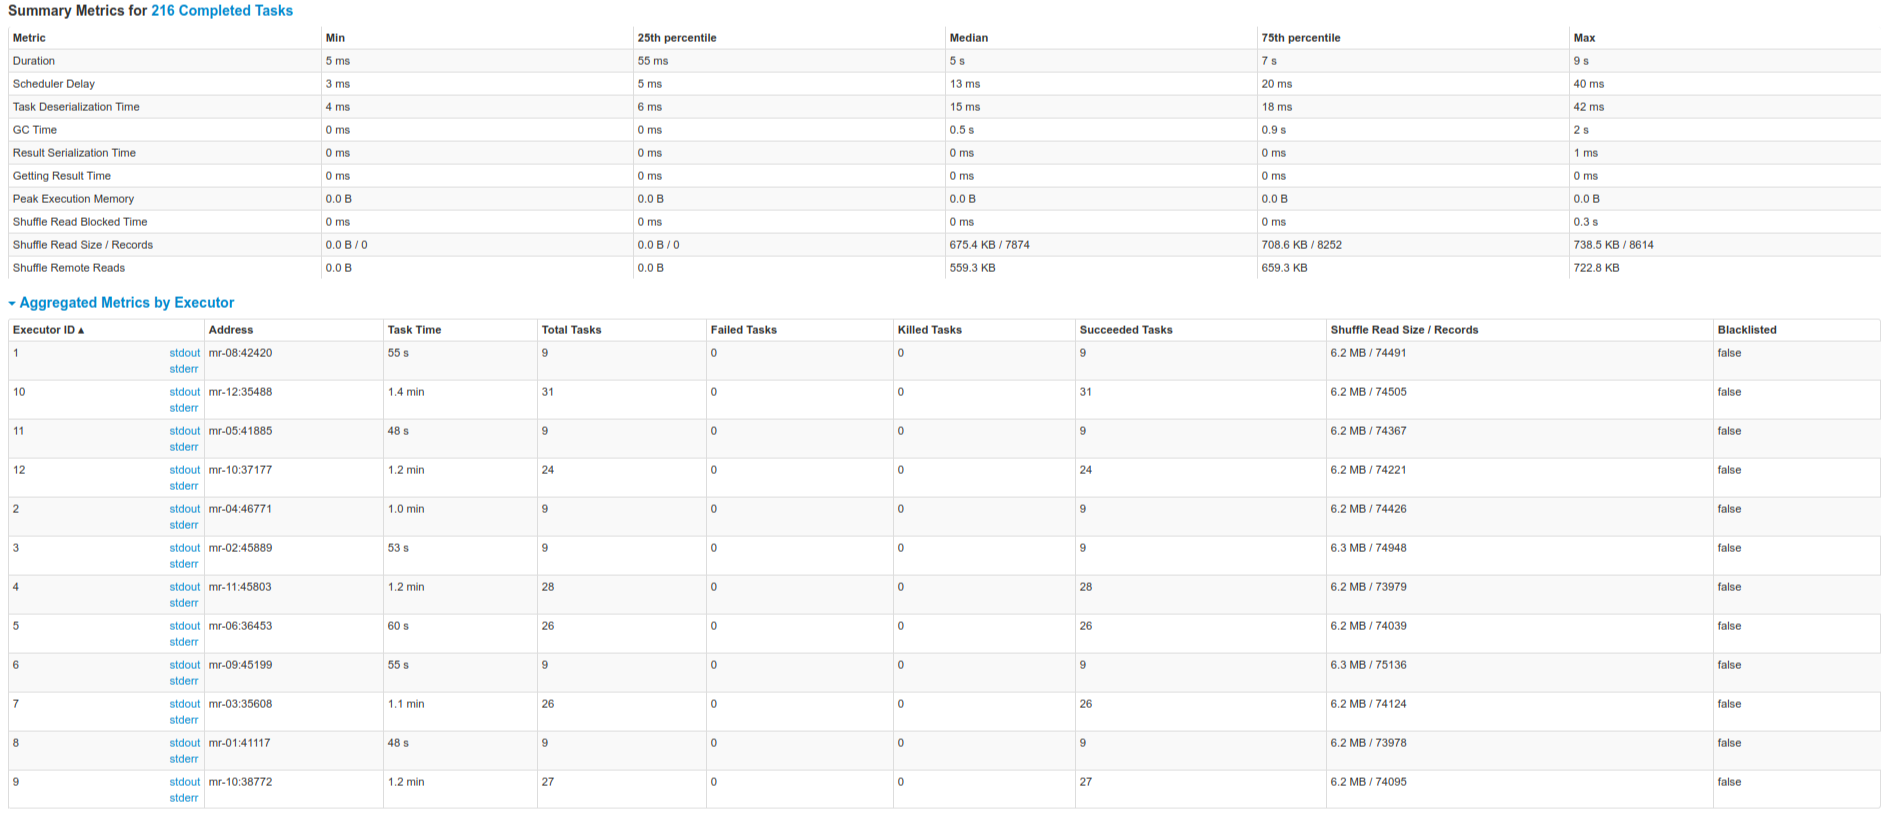 Summary Metrics for 216 Completed Tasks
Metric Min 25th percentile Median 75th percentile Max
Duration 5 ms 55 ms 5 s 7 s 9 s
Scheduler Delay 3 ms 5 ms 13 ms 20 ms 40 ms
Task Deserialization Time 4 ms 6 ms 15 ms 18 ms 42 ms
GC Time 0 ms 0 ms 0.5 s 0.9 s 2 s
Result Serialization Time 0 ms 0 ms 0 ms 0 ms 1 ms
Getting Result Time 0 ms 0 ms 0 ms 0 ms 0 ms
Peak Execution Memory 0.0 B 0.0 B 0.0 B 0.0 B 0.0 B
Shuffle Read Blocked Time 0 ms 0 ms 0 ms 0 ms 0.3 s
Shuffle Read Size / Records 0.0 B / 0 0.0 B / 0 675.4 KB / 7874 708.6 KB / 8252 738.5 KB / 8614
Shuffle Remote Reads 0.0 B 0.0 B 559.3 KB 659.3 KB 722.8 KB
Aggregated Metrics by Executor
Executor ID ▴ Address Task Time Total Tasks Failed Tasks Killed Tasks Succeeded Tasks Shuffle Read Size / Records Blacklisted
1 stdout mr-08:42420 55 s 9 0 0 9 6.2 MB / 74491 false
stderr
10 stdout mr-12:35488 1.4 min 31 0 0 31 6.2 MB / 74505 false
stderr
11 stdout mr-05:41885 48 s 9 0 0 9 6.2 MB / 74367 false
stderr
12 stdout mr-10:37177 1.2 min 24 0 0 24 6.2 MB / 74221 false
stderr
2 stdout mr-04:46771 1.0 min 9 0 0 9 6.2 MB / 74426 false
stderr
3 stdout mr-02:45889 53 s 9 0 0 9 6.3 MB / 74948 false
stderr
4 stdout mr-11:45803 1.2 min 28 0 0 28 6.2 MB / 73979 false
stderr
5 stdout mr-06:36453 60 s 26 0 0 26 6.2 MB / 74039 false
stderr
6 stdout mr-09:45199 55 s 9 0 0 9 6.3 MB / 75136 false
stderr
7 stdout mr-03:35608 1.1 min 26 0 0 26 6.2 MB / 74124 false
stderr
8 stdout mr-01:41117 48 s 9 0 0 9 6.2 MB / 73978 false
stderr
9 stdout mr-10:38772 1.2 min 27 0 0 27 6.2 MB / 74095 false
stderr